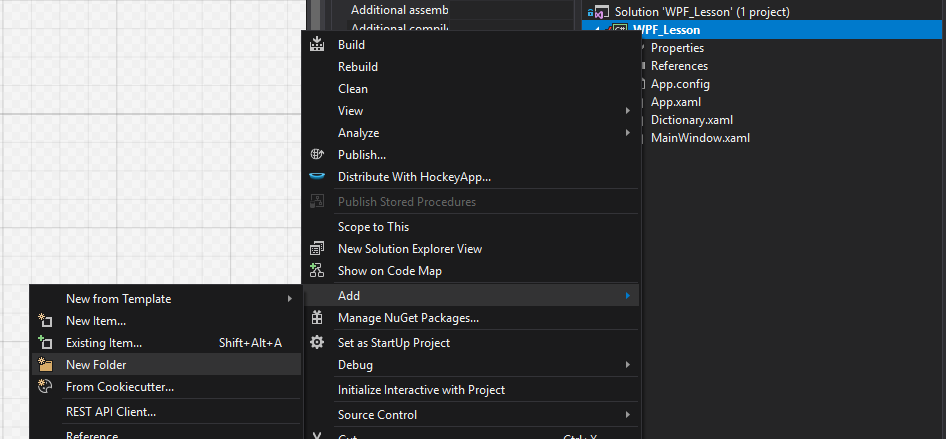 Additional assemb
Additional compile
Solution 'WPF_Lesson' (1 project)
C# WPF_Lesson
Properties
References
App.config
App.xaml
Dictionary.xaml
MainWindow.xaml
Build
Rebuild
Clean
View
Analyze
Publish...
Distribute With HockeyApp...
Publish Stored Procedures
Scope to This
New Solution Explorer View
Show on Code Map
Add
Manage NuGet Packages...
Set as StartUp Project
Debug
Initialize Interactive with Project
Source Control
Cut Ctrl+X
New from Template
New Item...
Existing Item... Shift+Alt+A
New Folder
From Cookiecutter...
REST API Client...
Reference